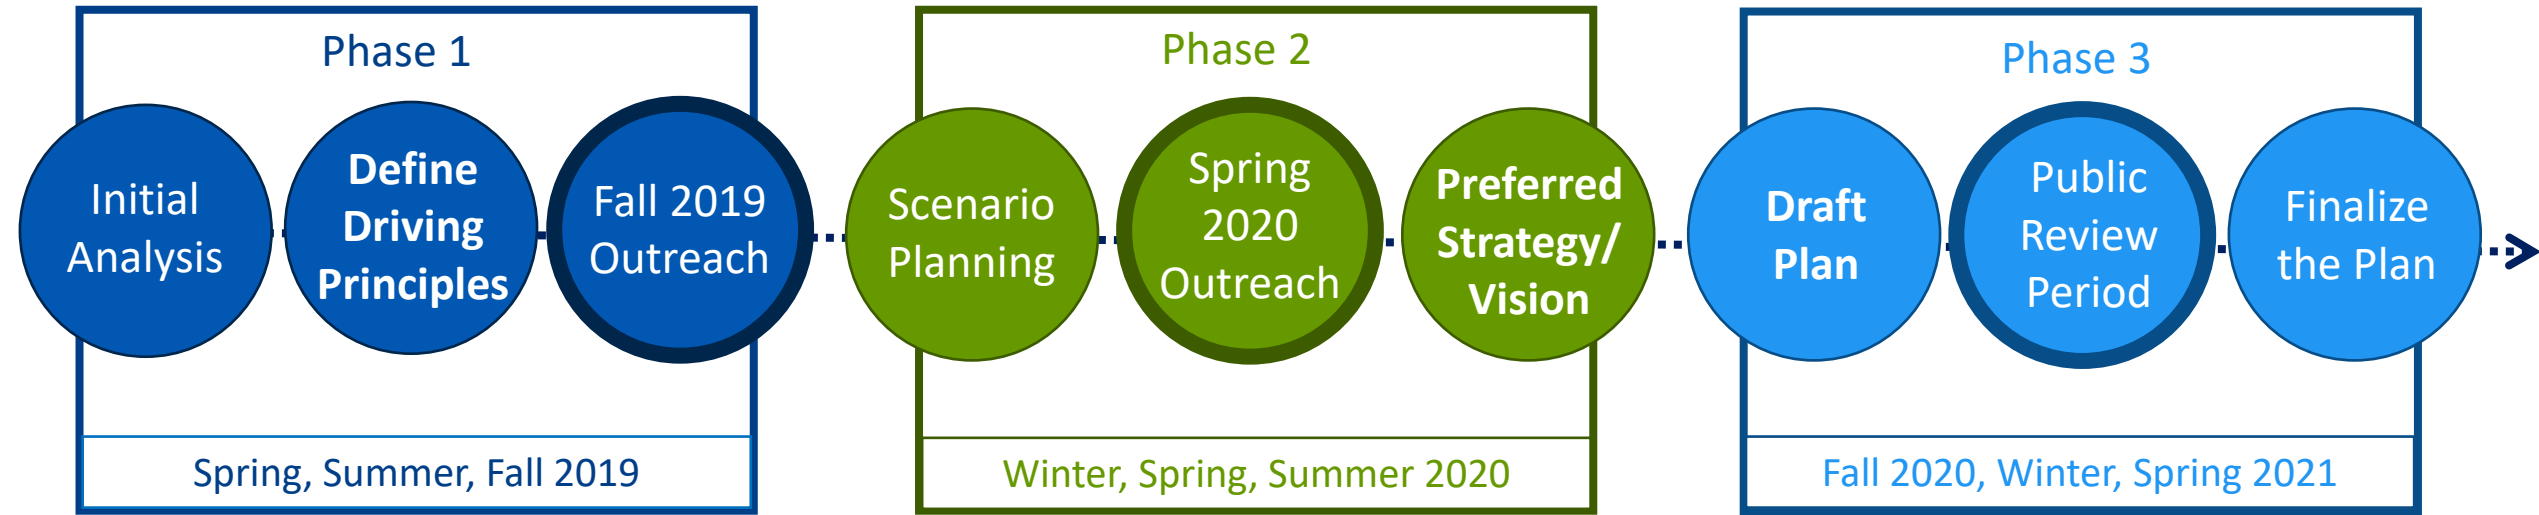 Phase 1
Initial
Analysis
Define
Driving
Principles
Fall 2019
Outreach
Spring, Summer, Fall 2019
Phase 2
Scenario
Planning
Spring
2020
Outreach
Preferred
Strategy/
Vision
Winter, Spring, Summer 2020
Phase 3
Draft
Plan
Public
Review
Period
Finalize
the Plan
Fall 2020, Winter, Spring 2021